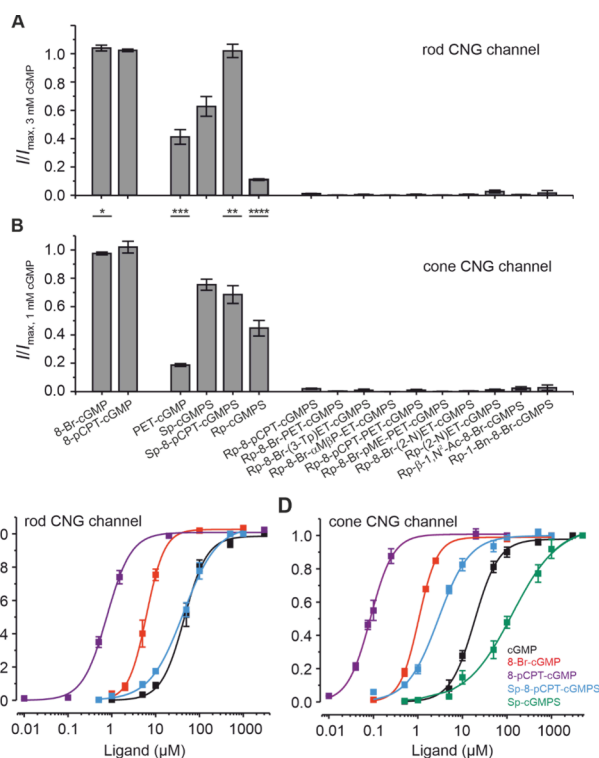 A
rod CNG channel
I/Imax, 3 mM cGMP
1.0
0.8
0.6
0.4
0.2
0.0
* *** ** ****
B
cone CNG channel
I/Imax, 1 mM cGMP
1.0
0.8
0.6
0.4
0.2
0.0
8-Br-cGMP
8-pCPT-cGMP
PET-cGMP
Sp-cGMPS
Sp-8-pCPT-cGMPS
Rp-cGMPS
Rp-8-pCPT-cGMPS
Rp-8-Br-PET-cGMPS
Rp-8-Br-(3-Tp)ET-cGMPS
Rp-8-Br-αMβP-ET-cGMPS
Rp-8-pCPT-PET-cGMPS
Rp-8-Br-pME-PET-cGMPS
Rp-8-Br-(2-N)ET-cGMPS
Rp-(2-N)ET-cGMPS
Rp-β-1,N²-Ac-8-Br-cGMPS
Rp-1-Bn-8-Br-cGMPS
rod CNG channel
0
8
6
4
2
0
0.01 0.1 1 10 100 1000
Ligand (µM)
D
cone CNG channel
1.0
0.8
0.6
0.4
0.2
0.0
cGMP
8-Br-cGMP
8-pCPT-cGMP
Sp-8-pCPT-cGMPS
Sp-cGMPS
0.01 0.1 1 10 100 1000
Ligand (µM)